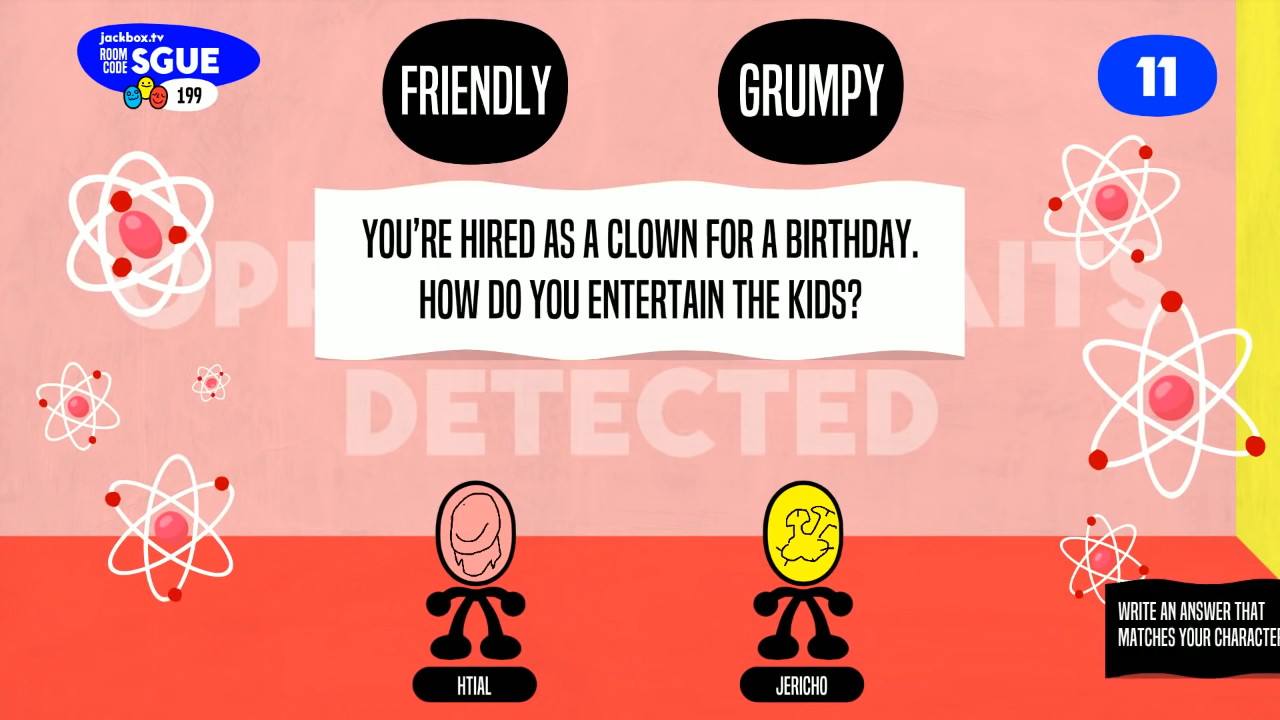 jackbox.tv
ROOM CODE SGUE
199
FRIENDLY
GRUMPY
11
YOU'RE HIRED AS A CLOWN FOR A BIRTHDAY.
HOW DO YOU ENTERTAIN THE KIDS?
DETECTED
WRITE AN ANSWER THAT
MATCHES YOUR CHARACTER
HTIAL
JERICHO